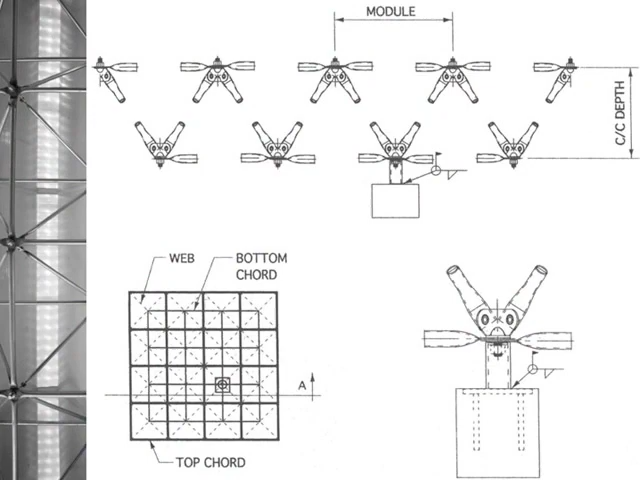 MODULE
C/C DEPTH
WEB
BOTTOM
CHORD
A
TOP CHORD